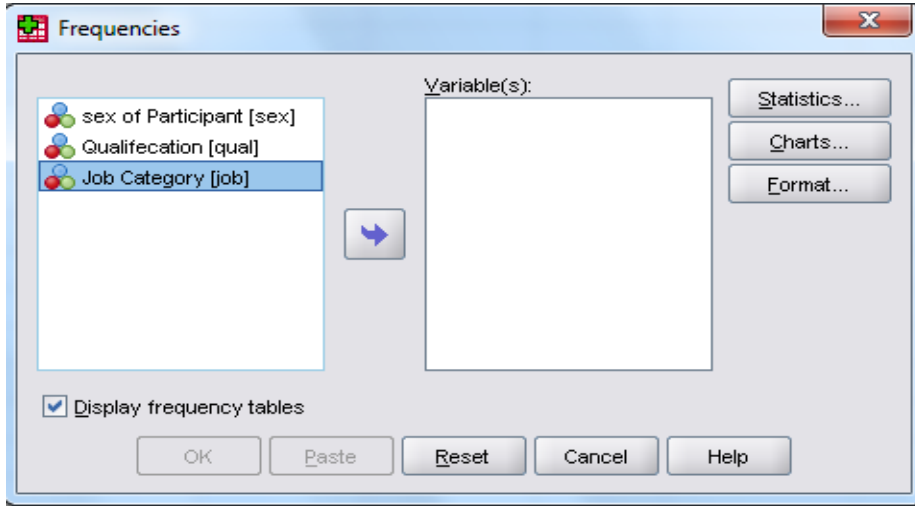 Frequencies
Variable(s):
sex of Participant [sex]
Qualifecation [qual]
Job Category [job]
Statistics...
Charts...
Format...
Display frequency tables
OK
Paste
Reset
Cancel
Help